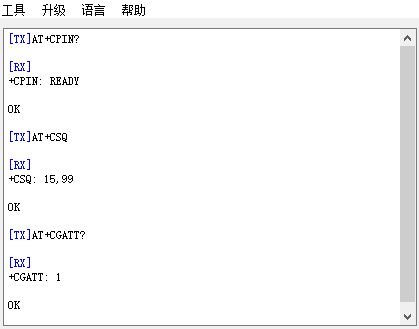 工具 升级 语言 帮助
[TX]AT+CPIN?
[RX]
+CPIN: READY
OK
[TX]AT+CSQ
[RX]
+CSQ: 15,99
OK
[TX]AT+CGATT?
[RX]
+CGATT: 1
OK